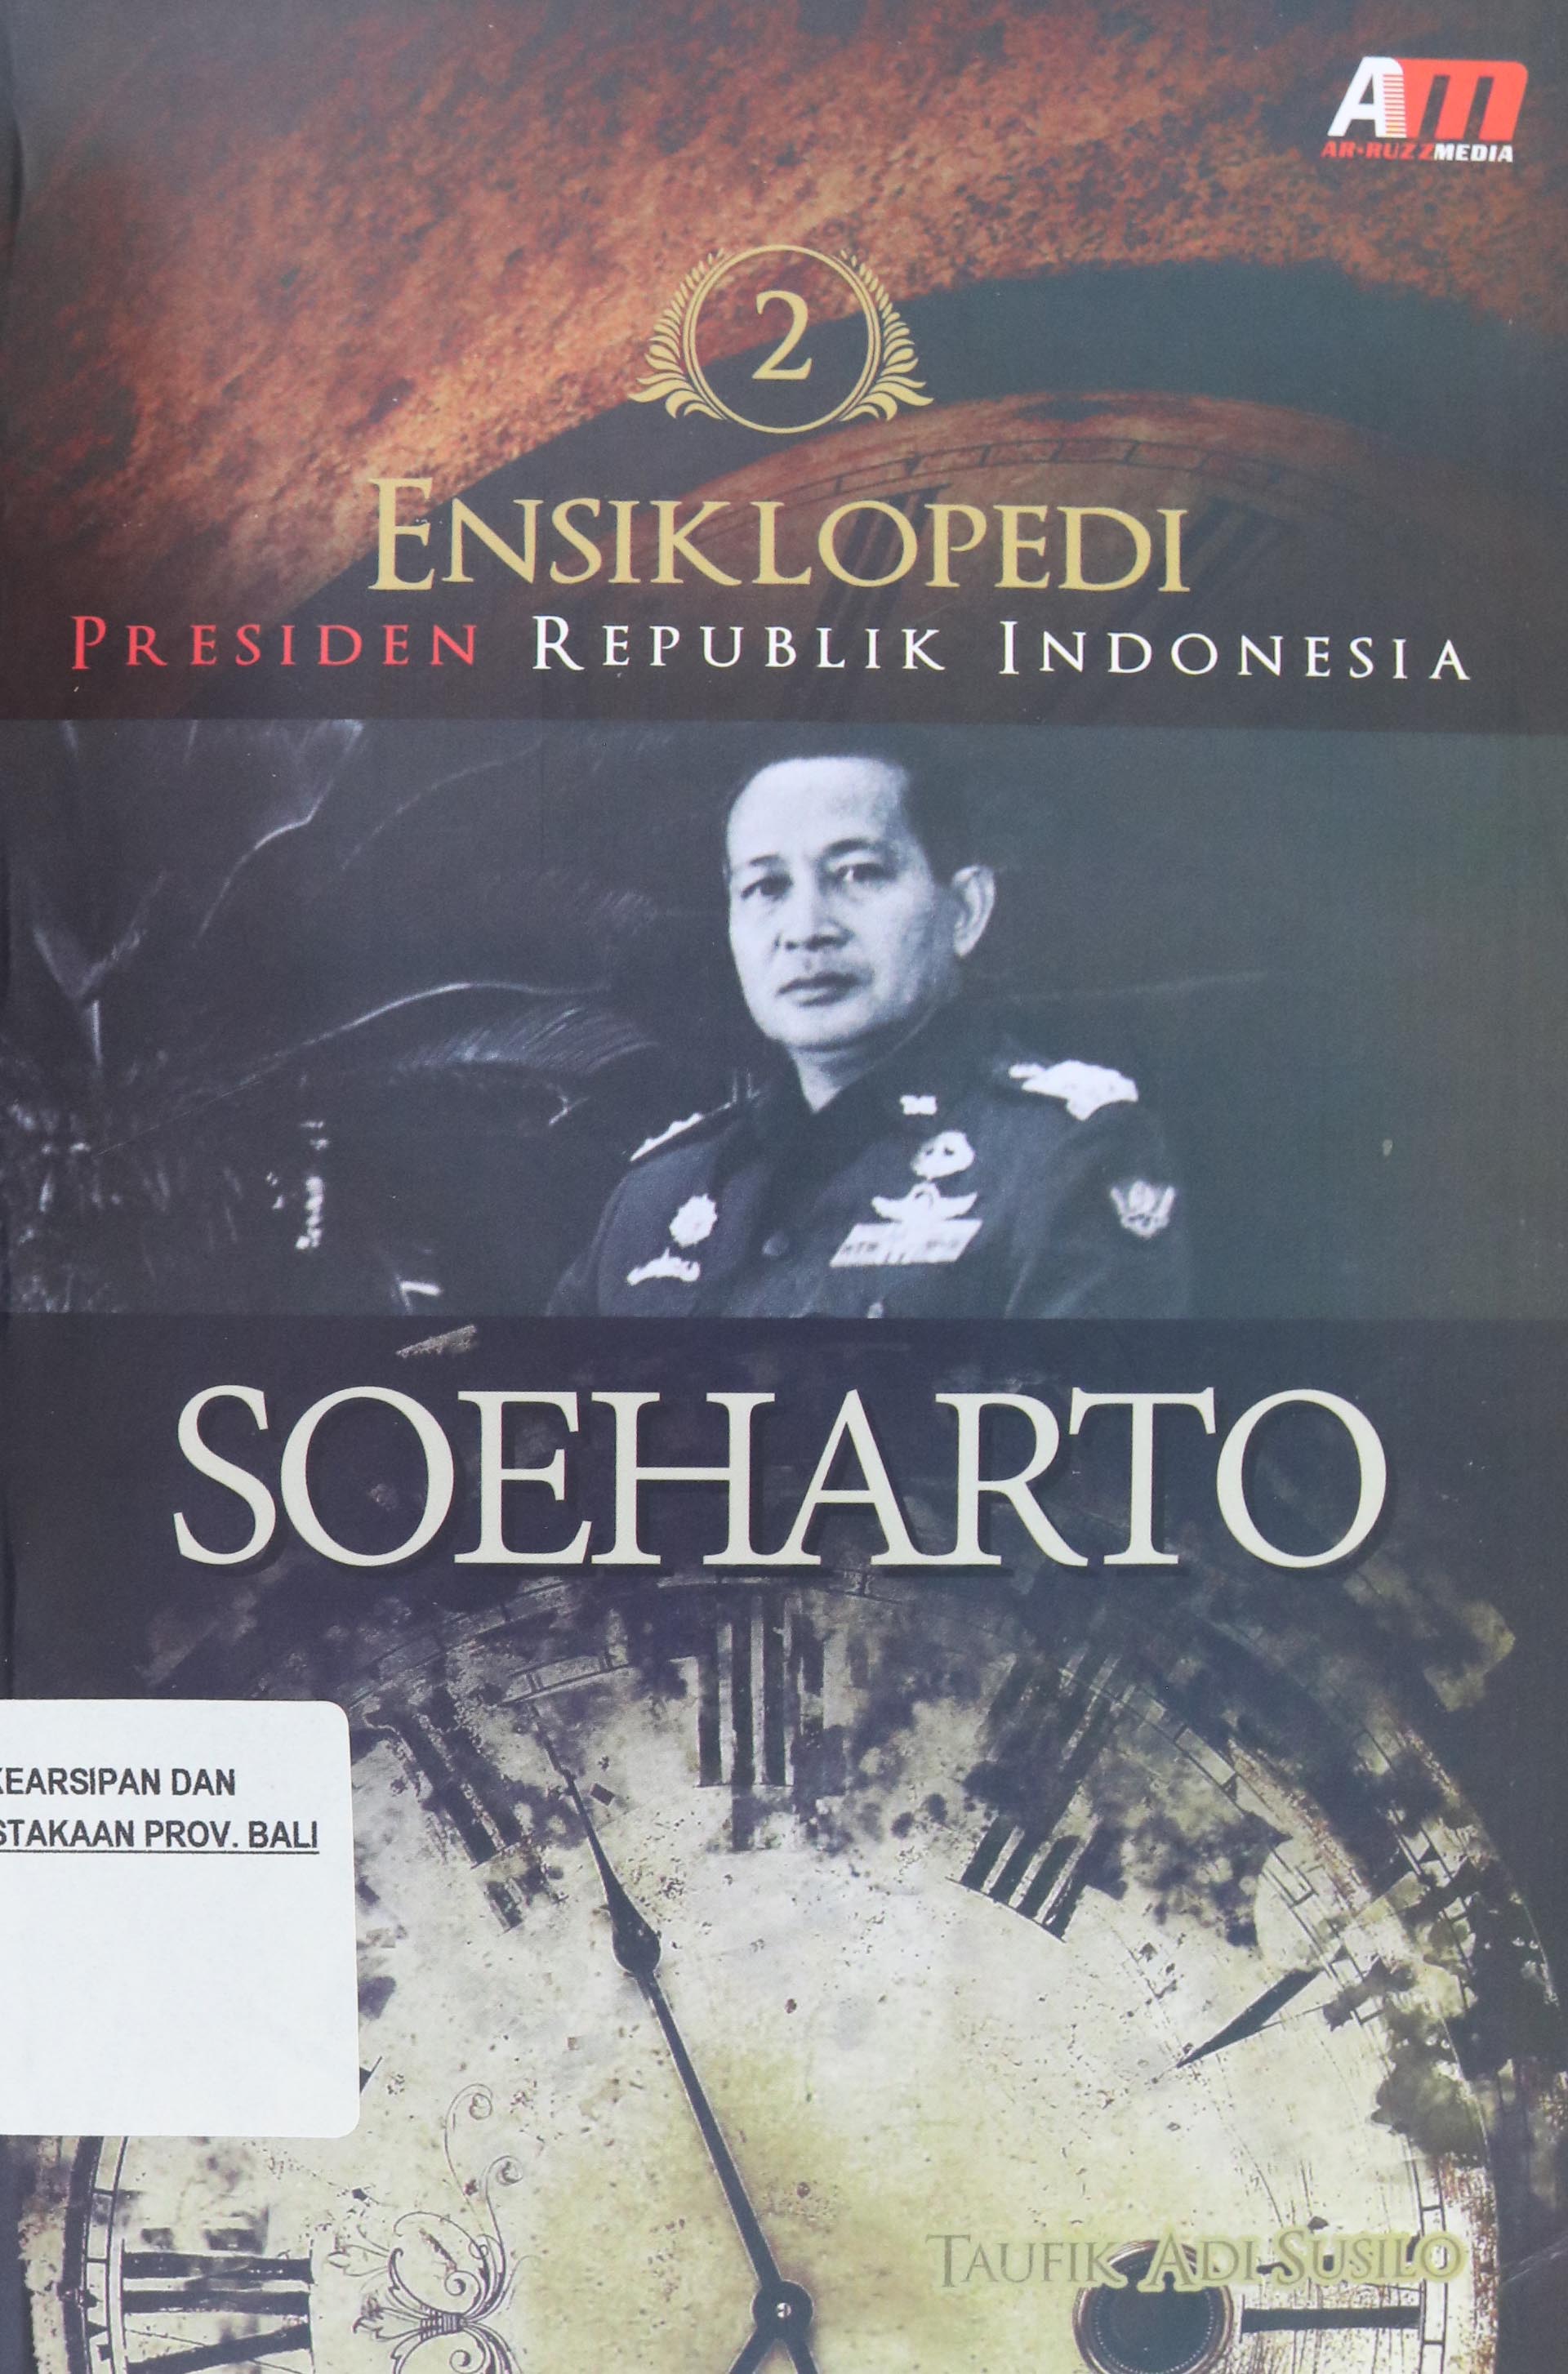 AM
AR-RUZZMEDIA
2
ENSIKLOPEDI
PRESIDEN REPUBLIK INDONESIA
SOEHARTO
KEARSIPAN DAN
STAKAAN PROV. BALI
TAUFIK ADI SUSILO